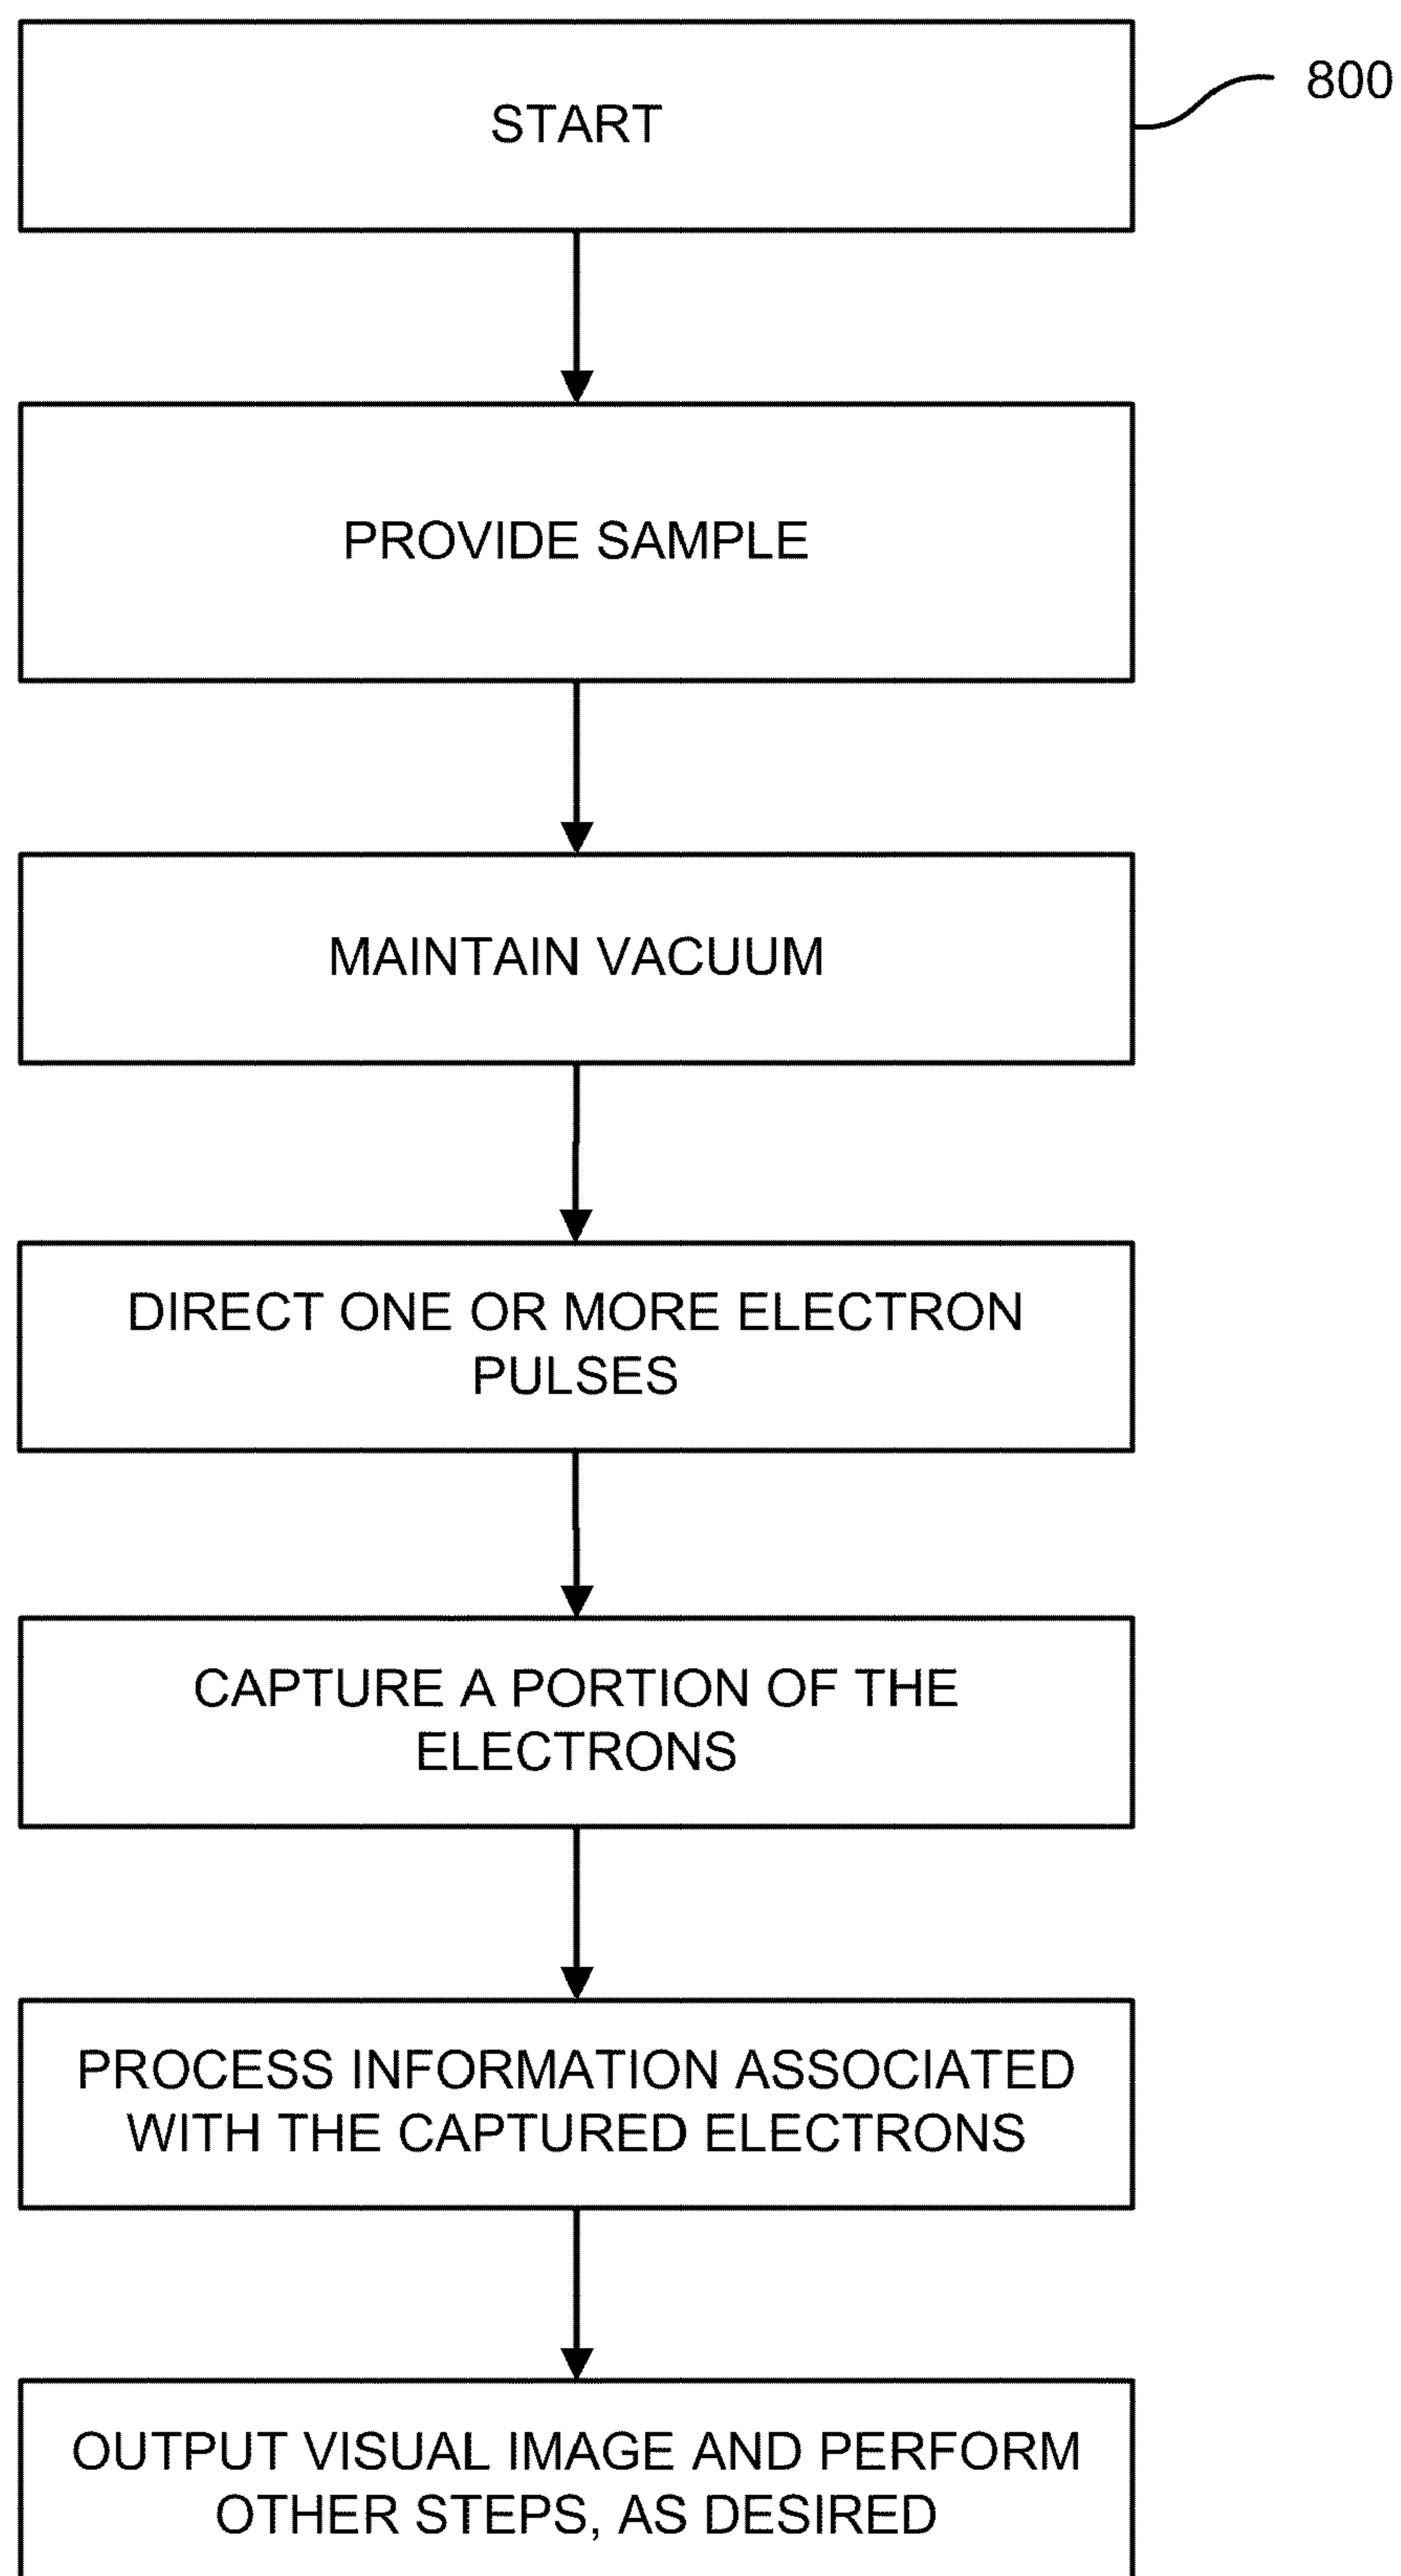 START
800
PROVIDE SAMPLE
MAINTAIN VACUUM
DIRECT ONE OR MORE ELECTRON
PULSES
CAPTURE A PORTION OF THE
ELECTRONS
PROCESS INFORMATION ASSOCIATED
WITH THE CAPTURED ELECTRONS
OUTPUT VISUAL IMAGE AND PERFORM
OTHER STEPS, AS DESIRED